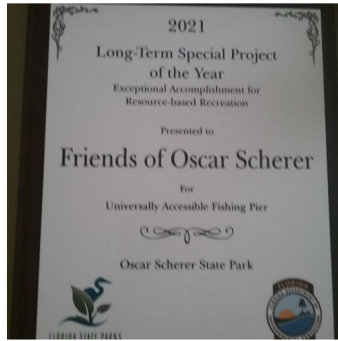 2021
Long-Term Special Project
of the Year
Exceptional Accomplishment for
Resource-based Recreation
Presented to
Friends of Oscar Scherer
For
Universally Accessible Fishing Pier
Oscar Scherer State Park
FLORIDA STATE PARKS
FLORIDA